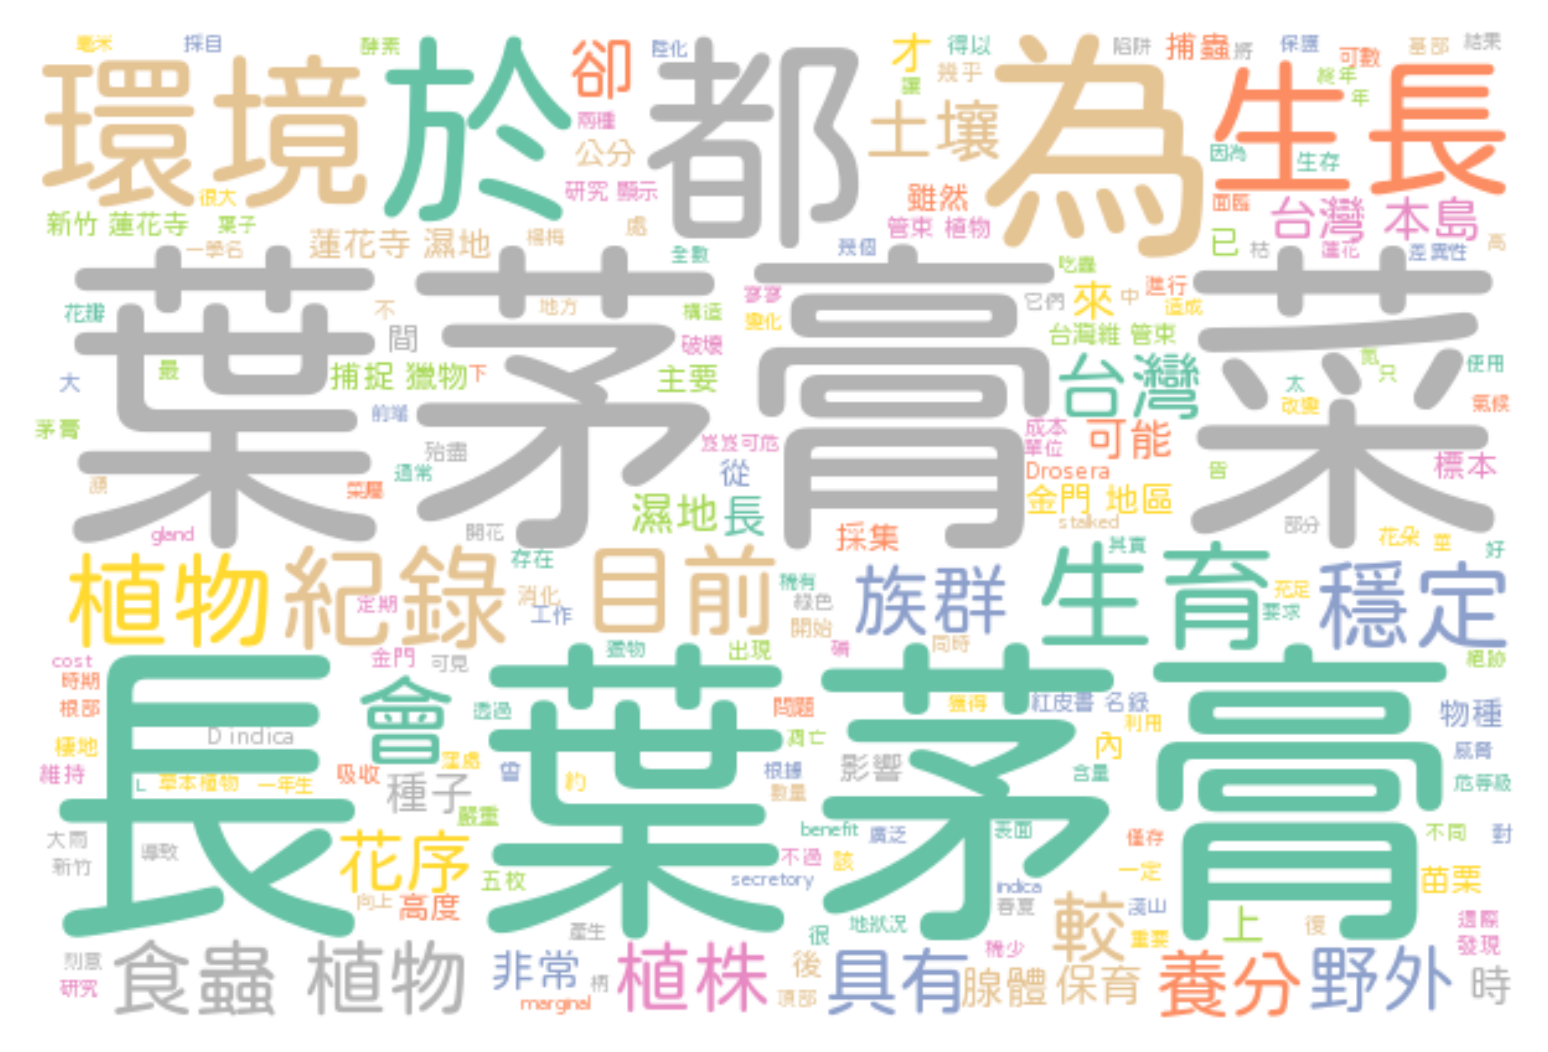 毫米 採目 酵素 於 卻 陸化 都 才 得以 陷阱 捕蟲 將 保護 可數 基部 結果
環境 讓 幾乎 為 終年 年 生長
兩種 公分 土壤 因為 生存
很大 研究 顯示 雖然 面臨 台灣 本島
新竹 蓮花寺 葉子 蓮花寺 濕地 楊梅 處 管束 植物 已
一學名 全數 幾個 枯 蓮花 差異性 高
葉茅膏菜
吃蟲 花瓣 不 地方 構造 寥寥 它們 來 中 進行 造成
間 變化 台灣維 管束
破壞 氮 只 使用
大 最 捕捉 獵物 下 主要 台灣 太 改變 氣候
茅膏 前端 殆盡 岌岌可危 成本 單位 可能 標本
通常 從 Drosera 皆
瀕 菜屬 濕地 長 金門 地區
gland 開花 採集 stalked 部分 花朵 莖 好
植物 紀錄 目前 族群 生育 穩定
存在 其實
定期 消化 工作 稀有 綠色 開始 充足 要求
cost 金門 可見 獵物 出現 磷 同時 絕跡
長葉茅膏
時期 根部 會 透過 問題 獲得 紅皮書 名錄 物種
棲地 D indica 凋亡 利用 內 威脅
維持 L 草本植物 一年生 吸收 窪處 曾 約 根據 影響 含量 危等級
種子 嚴重 數量
大雨 新竹 導致 花序 benefit 廣泛 表面 僅存 不同 對
五枚 不過 該 secretory 一定 苗栗
向上 高度 indica 春夏 較 淺山 上 復 週際 發現
產生 很 地狀況 重要
刻意 研究 食蟲 植物 非常 柄 植株 後 具有 稀少 腺體 保育 養分 野外 時
marginal 頂部